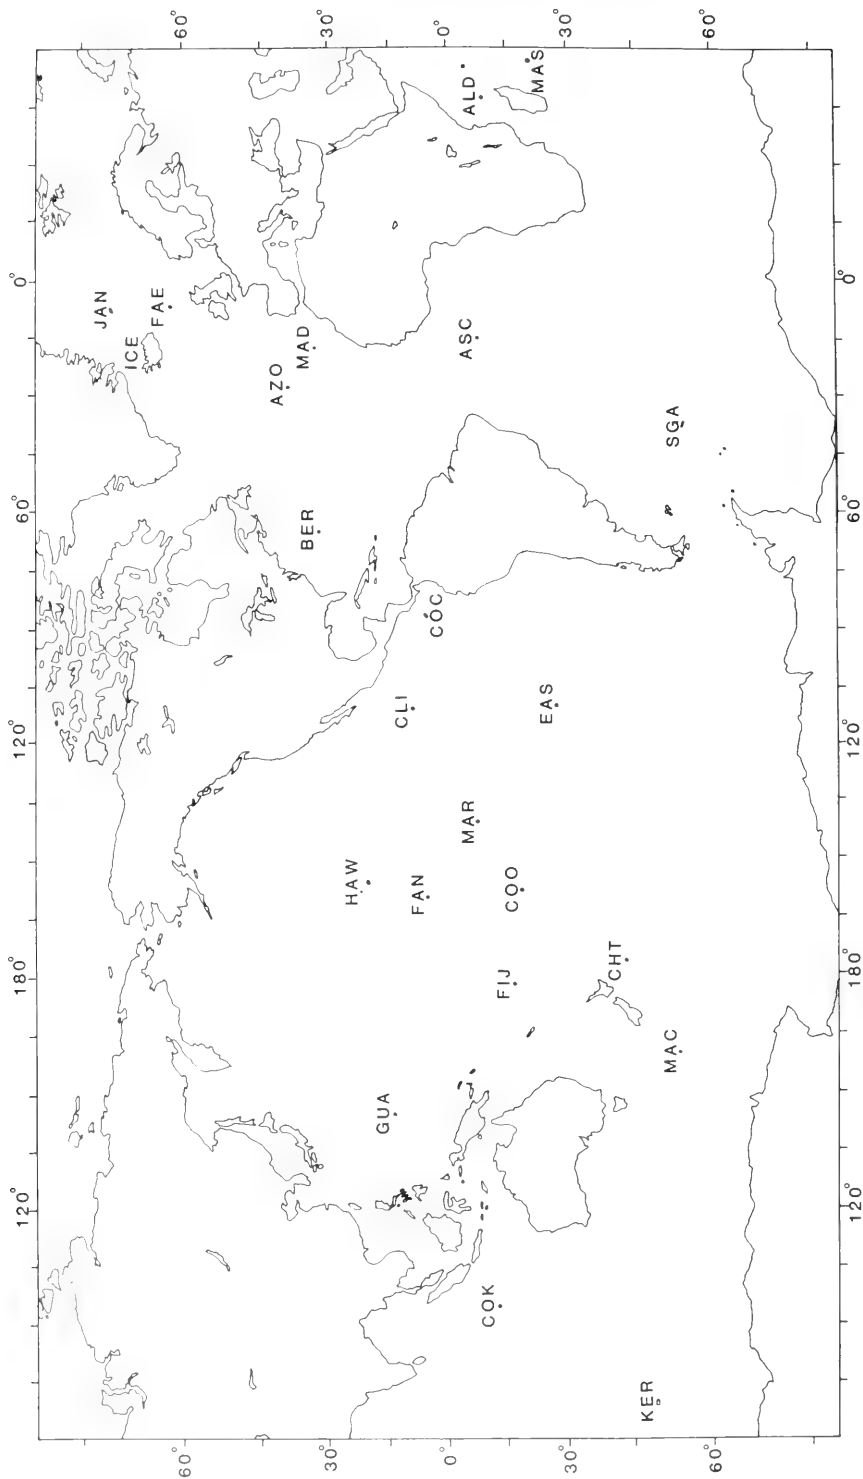 120° 180° 120° 60° 0°
JAN
ICE
FAE
60° 60°
AZO
MAD
BER
30° 30°
HAW
GUA
CLI
FAN
COC
0° 0°
ASC
MAR
ALD
COK
FIJ
COO
MAS
EAS
30° 30°
CHT
KER
MAC
SGA
60° 60°
120° 180° 120° 60° 0°